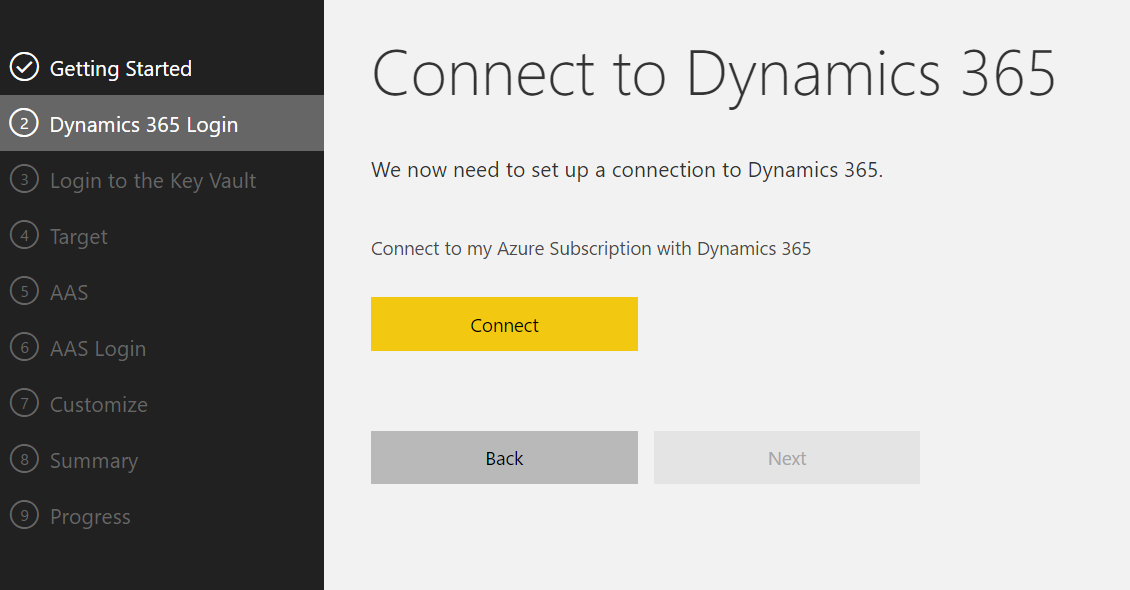 Getting Started
2 Dynamics 365 Login
3 Login to the Key Vault
4 Target
5 AAS
6 AAS Login
7 Customize
8 Summary
9 Progress
Connect to Dynamics 365
We now need to set up a connection to Dynamics 365.
Connect to my Azure Subscription with Dynamics 365
Connect
Back
Next